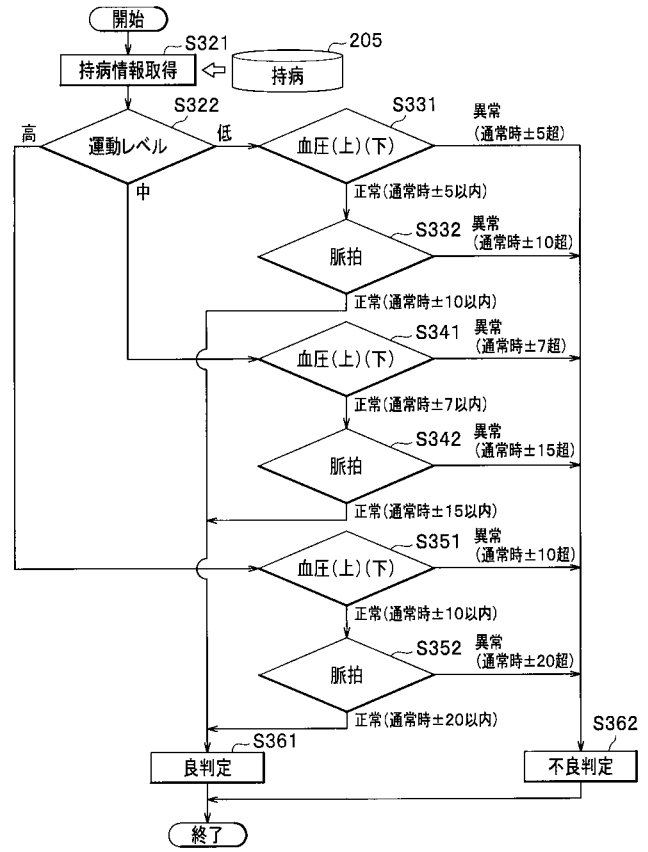 開始
S321
205
持病情報取得
持病
S322
高
運動レベル
低
中
S331
血圧(上)(下)
異常
(通常時±5超)
正常(通常時±5以内)
S332
脈拍
異常
(通常時±10超)
正常(通常時±10以内)
S341
血圧(上)(下)
異常
(通常時±7超)
正常(通常時±7以内)
S342
脈拍
異常
(通常時±15超)
正常(通常時±15以内)
S351
血圧(上)(下)
異常
(通常時±10超)
正常(通常時±10以内)
S352
脈拍
異常
(通常時±20超)
正常(通常時±20以内)
S361
良判定
S362
不良判定
終了